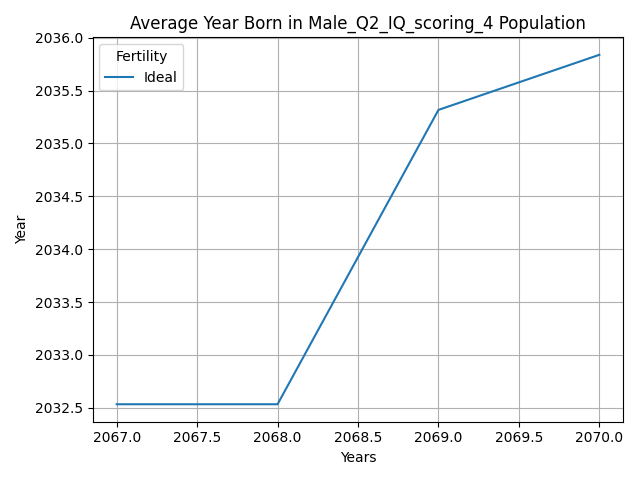 Average Year Born in Male_Q2_IQ_scoring_4 Population
2036.0
2035.5
2035.0
2034.5
2034.0
2033.5
2033.0
2032.5
Year
Fertility
Ideal
2067.0 2067.5 2068.0 2068.5 2069.0 2069.5 2070.0
Years